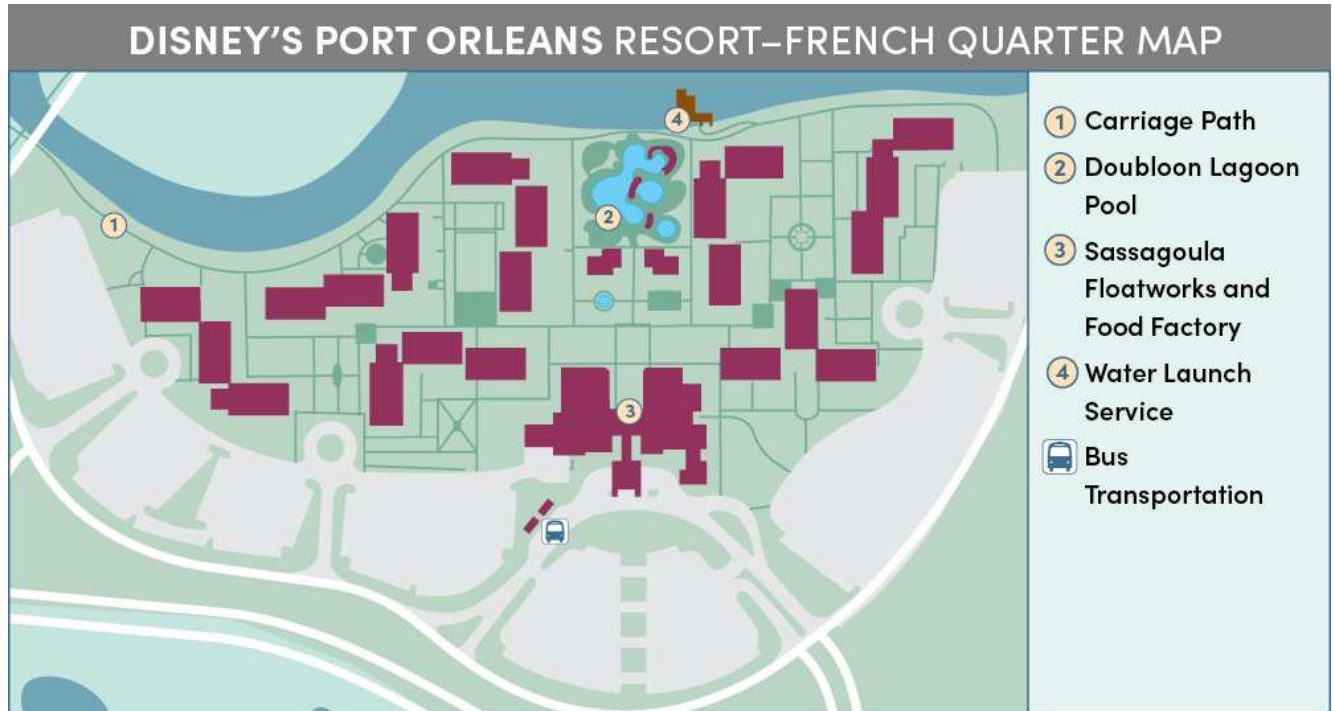 DISNEY'S PORT ORLEANS RESORT–FRENCH QUARTER MAP
4
2
1
3
1 Carriage Path
2 Doubloon Lagoon
Pool
3 Sassagoula
Floatworks and
Food Factory
4 Water Launch
Service
Bus
Transportation